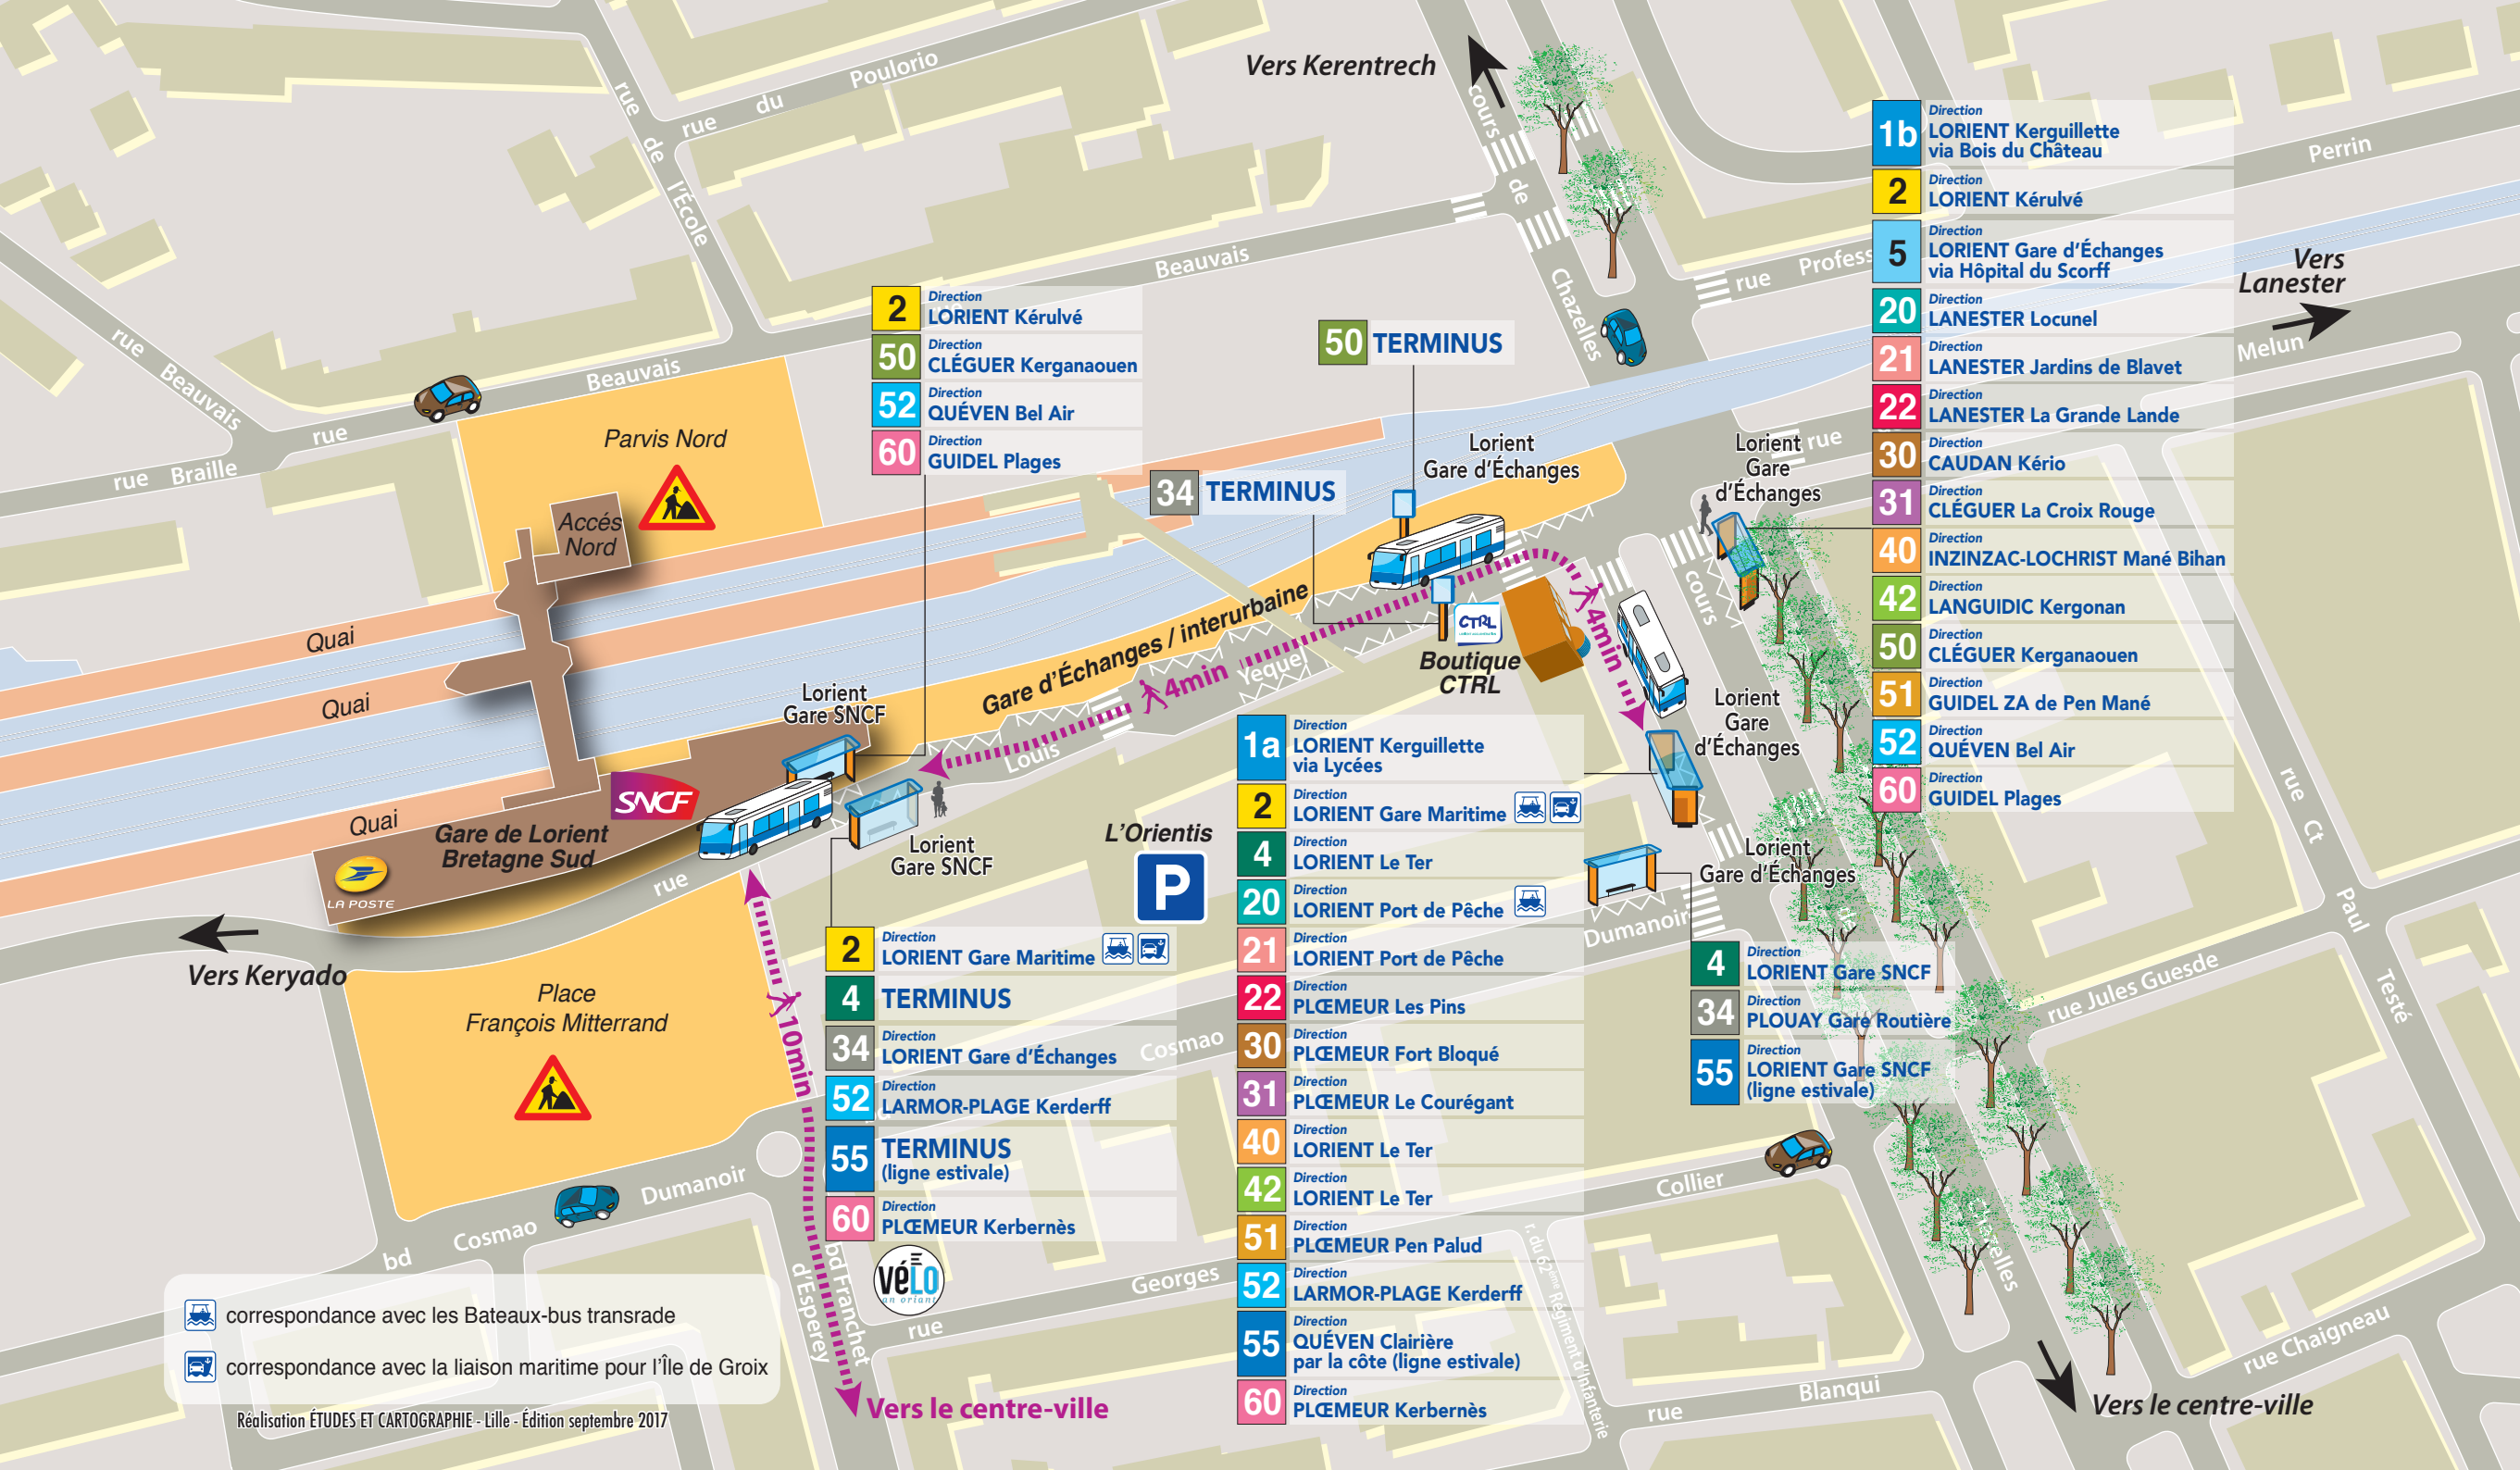 Vers Kerentrech
rue du Poulorio
rue de l'École
cours de Chazelles
rue Beauvais
Beauvais
rue Beauvais
rue Braille
Perrin
rue
Vers
Lanester
Melun
rue
1b Direction
LORIENT Kerguillette
via Bois du Château
2 Direction
LORIENT Kérulvé
5 Direction
LORIENT Gare d'Échanges
via Hôpital du Scorff
20 Direction
LANESTER Locunel
21 Direction
LANESTER Jardins de Blavet
22 Direction
LANESTER La Grande Lande
30 Direction
CAUDAN Kério
31 Direction
CLÉGUER La Croix Rouge
40 Direction
INZINZAC-LOCHRIST Mané Bihan
42 Direction
LANGUIDIC Kergonan
50 Direction
CLÉGUER Kerganaouen
51 Direction
GUIDEL ZA de Pen Mané
52 Direction
QUÉVEN Bel Air
60 Direction
GUIDEL Plages
2 Direction
LORIENT Kérulvé
50 Direction
CLÉGUER Kerganaouen
52 Direction
QUÉVEN Bel Air
60 Direction
GUIDEL Plages
50 TERMINUS
34 TERMINUS
Lorient
Gare d'Échanges
Lorient
Gare
d'Échanges
Parvis Nord
Accés
Nord
Quai
Quai
Quai
Gare d'Échanges / interurbaine
4min
4min
Louis
Yequel
CTRL
Boutique
CTRL
cours
Lorient
Gare SNCF
SNCF
Gare de Lorient
Bretagne Sud
LA POSTE
rue
Lorient
Gare SNCF
Lorient
Gare
d'Échanges
Lorient
Gare d'Échanges
L'Orientis
P
Vers Keryado
Place
François Mitterrand
10min
2 Direction
LORIENT Gare Maritime
4 TERMINUS
34 Direction
LORIENT Gare d'Échanges
52 Direction
LARMOR-PLAGE Kerderff
55 TERMINUS
(ligne estivale)
60 Direction
PLŒMEUR Kerbernès
1a Direction
LORIENT Kerguillette
via Lycées
2 Direction
LORIENT Gare Maritime
4 Direction
LORIENT Le Ter
20 Direction
LORIENT Port de Pêche
21 Direction
LORIENT Port de Pêche
22 Direction
PLŒMEUR Les Pins
30 Direction
PLŒMEUR Fort Bloqué
31 Direction
PLŒMEUR Le Courégant
40 Direction
LORIENT Le Ter
42 Direction
LORIENT Le Ter
51 Direction
PLŒMEUR Pen Palud
52 Direction
LARMOR-PLAGE Kerderff
55 Direction
QUÉVEN Clairière
par la côte (ligne estivale)
60 Direction
PLŒMEUR Kerbernès
4 Direction
LORIENT Gare SNCF
34 Direction
PLOUAY Gare Routière
55 Direction
LORIENT Gare SNCF
(ligne estivale)
Cosmao
Dumanoir
bd Cosmao Dumanoir
rue Jules Guesde
rue Ct Paul Testé
Collier
rue Georges
bd Franchet
d'Esperey
VéLo
an oriant
r. du 62ème Régiment d'Infanterie
rue Blanqui
rue Chaigneau
Vers le centre-ville
Vers le centre-ville
correspondance avec les Bateaux-bus transrade
correspondance avec la liaison maritime pour l'Île de Groix
Réalisation ÉTUDES ET CARTOGRAPHIE - Lille - Édition septembre 2017